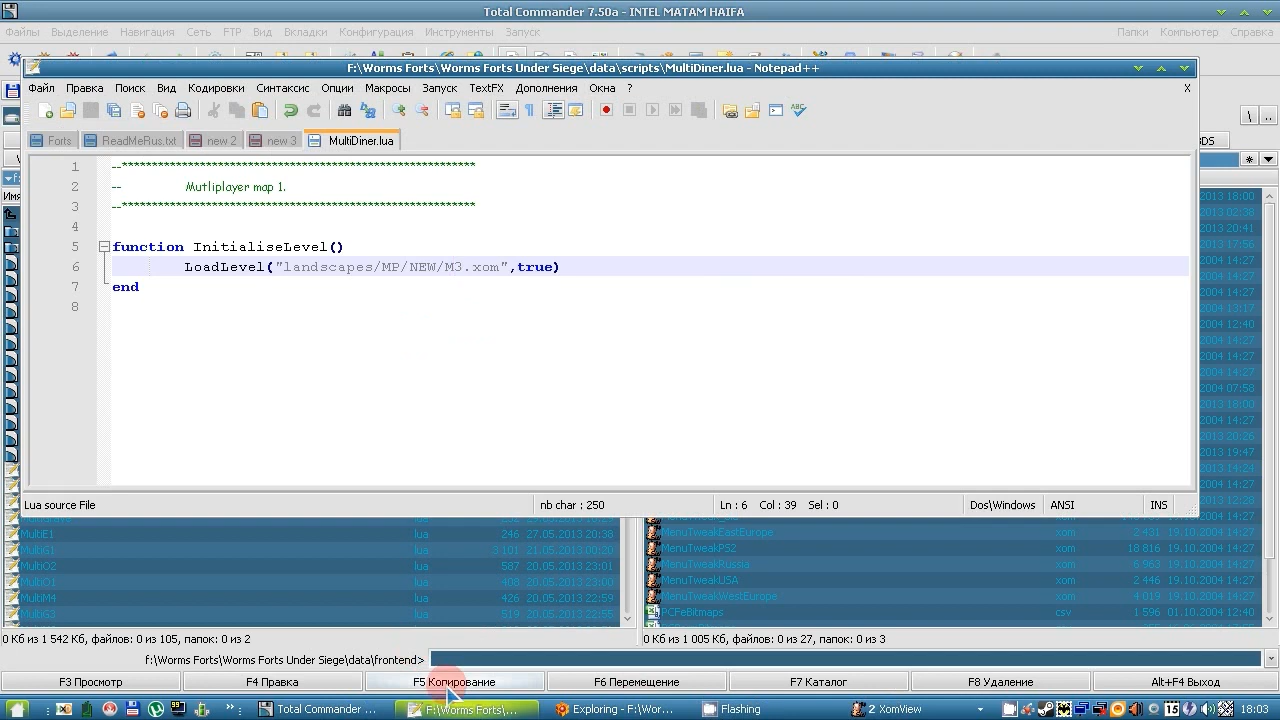 Total Commander 7.50a - INTEL MATAM HAIFA
Файлы Выделение Навигация Сеть FTP Вид Вкладки Конфигурация Инструменты Запуск Папки Компьютер Справка
F:\Worms Forts\Worms Forts Under Siege\data\scripts\MultiDiner.lua - Notepad++
Файл Правка Поиск Вид Кодировки Синтаксис Опции Макросы Запуск TextFX Дополнения Окна ? X
Forts ReadMeRus.txt new 2 new 3 MultiDiner.lua
1 --***********************************************************
2 -- Mutliplayer map 1.
3 --***********************************************************
4
5 function InitialiseLevel()
6 LoadLevel("landscapes/MP/NEW/M3.xom",true)
7 end
8
Lua source File nb char : 250 Ln : 6 Col : 39 Sel : 0 Dos\Windows ANSI INS
MenuTweakEastEurope xom 2 431 19.10.2004 14:27
MultiE1 lua 246 27.05.2013 20:38
MenuTweakPS2 xom 18 816 19.10.2004 14:27
MultiG1 lua 3 101 21.05.2013 00:20
MenuTweakRussia xom 6 963 19.10.2004 14:27
MultiO2 lua 587 20.05.2013 23:01
MenuTweakUSA xom 2 446 19.10.2004 14:27
MultiO1 lua 408 20.05.2013 23:00
MenuTweakWestEurope xom 4 019 19.10.2004 14:27
MultiM4 lua 426 20.05.2013 22:59
PCFeBitmaps csv 1 596 01.10.2004 12:40
MultiG3 lua 519 20.05.2013 22:55
0 Кб из 1 542 Кб, файлов: 0 из 105, папок: 0 из 2 0 Кб из 1 005 Кб, файлов: 0 из 27, папок: 0 из 3
f:\Worms Forts\Worms Forts Under Siege\data\frontend>
F3 Просмотр F4 Правка F5 Копирование F6 Перемещение F7 Каталог F8 Удаление Alt+F4 Выход
Total Commander ... F:\Worms Forts\... Exploring - F:\Wor... Flashing 2 XomView 15 18:03